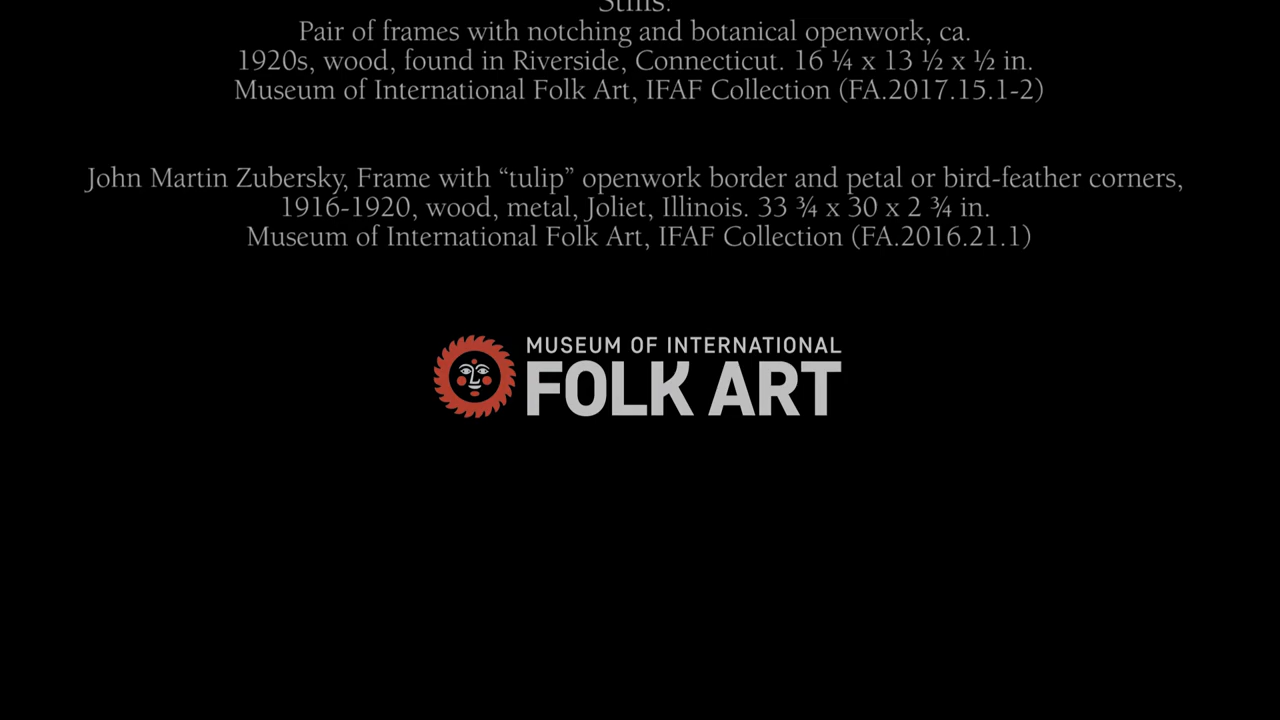 Stills:
Pair of frames with notching and botanical openwork, ca.
1920s, wood, found in Riverside, Connecticut. 16 ¼ x 13 ½ x ½ in.
Museum of International Folk Art, IFAF Collection (FA.2017.15.1-2)
John Martin Zubersky, Frame with “tulip” openwork border and petal or bird-feather corners,
1916-1920, wood, metal, Joliet, Illinois. 33 ¾ x 30 x 2 ¾ in.
Museum of International Folk Art, IFAF Collection (FA.2016.21.1)
MUSEUM OF INTERNATIONAL
FOLK ART